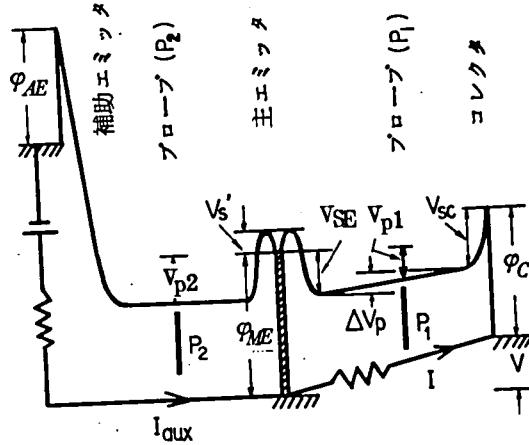 補助エミッタ
プローブ (P₂)
主エミッタ
プローブ (P₁)
コレクタ
φAE
Vs'
VSE
Vp1
Vsc
φC
Vp2
φME
ΔVp
P₂
P₁
V
I
Iaux